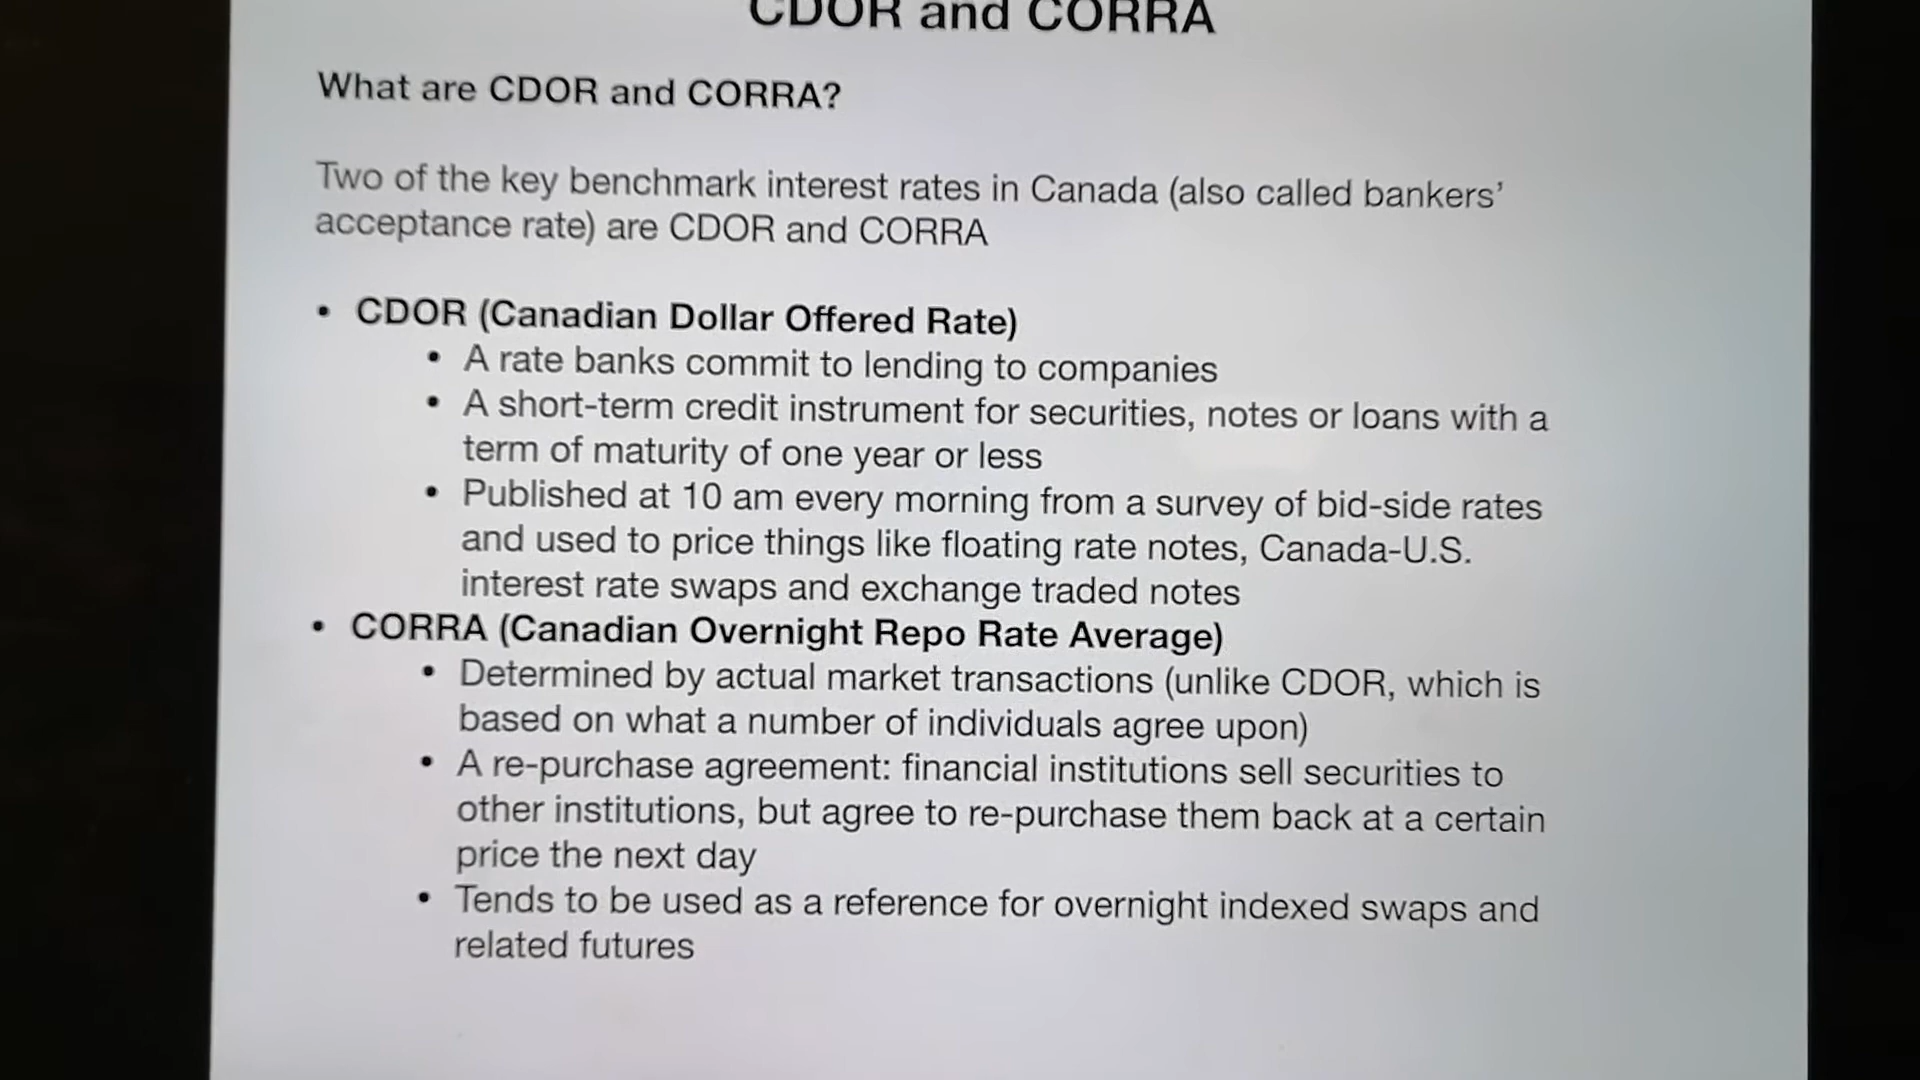 CDOR and CORRA
What are CDOR and CORRA?
Two of the key benchmark interest rates in Canada (also called bankers’
acceptance rate) are CDOR and CORRA
• CDOR (Canadian Dollar Offered Rate)
• A rate banks commit to lending to companies
• A short-term credit instrument for securities, notes or loans with a
term of maturity of one year or less
• Published at 10 am every morning from a survey of bid-side rates
and used to price things like floating rate notes, Canada-U.S.
interest rate swaps and exchange traded notes
• CORRA (Canadian Overnight Repo Rate Average)
• Determined by actual market transactions (unlike CDOR, which is
based on what a number of individuals agree upon)
• A re-purchase agreement: financial institutions sell securities to
other institutions, but agree to re-purchase them back at a certain
price the next day
• Tends to be used as a reference for overnight indexed swaps and
related futures